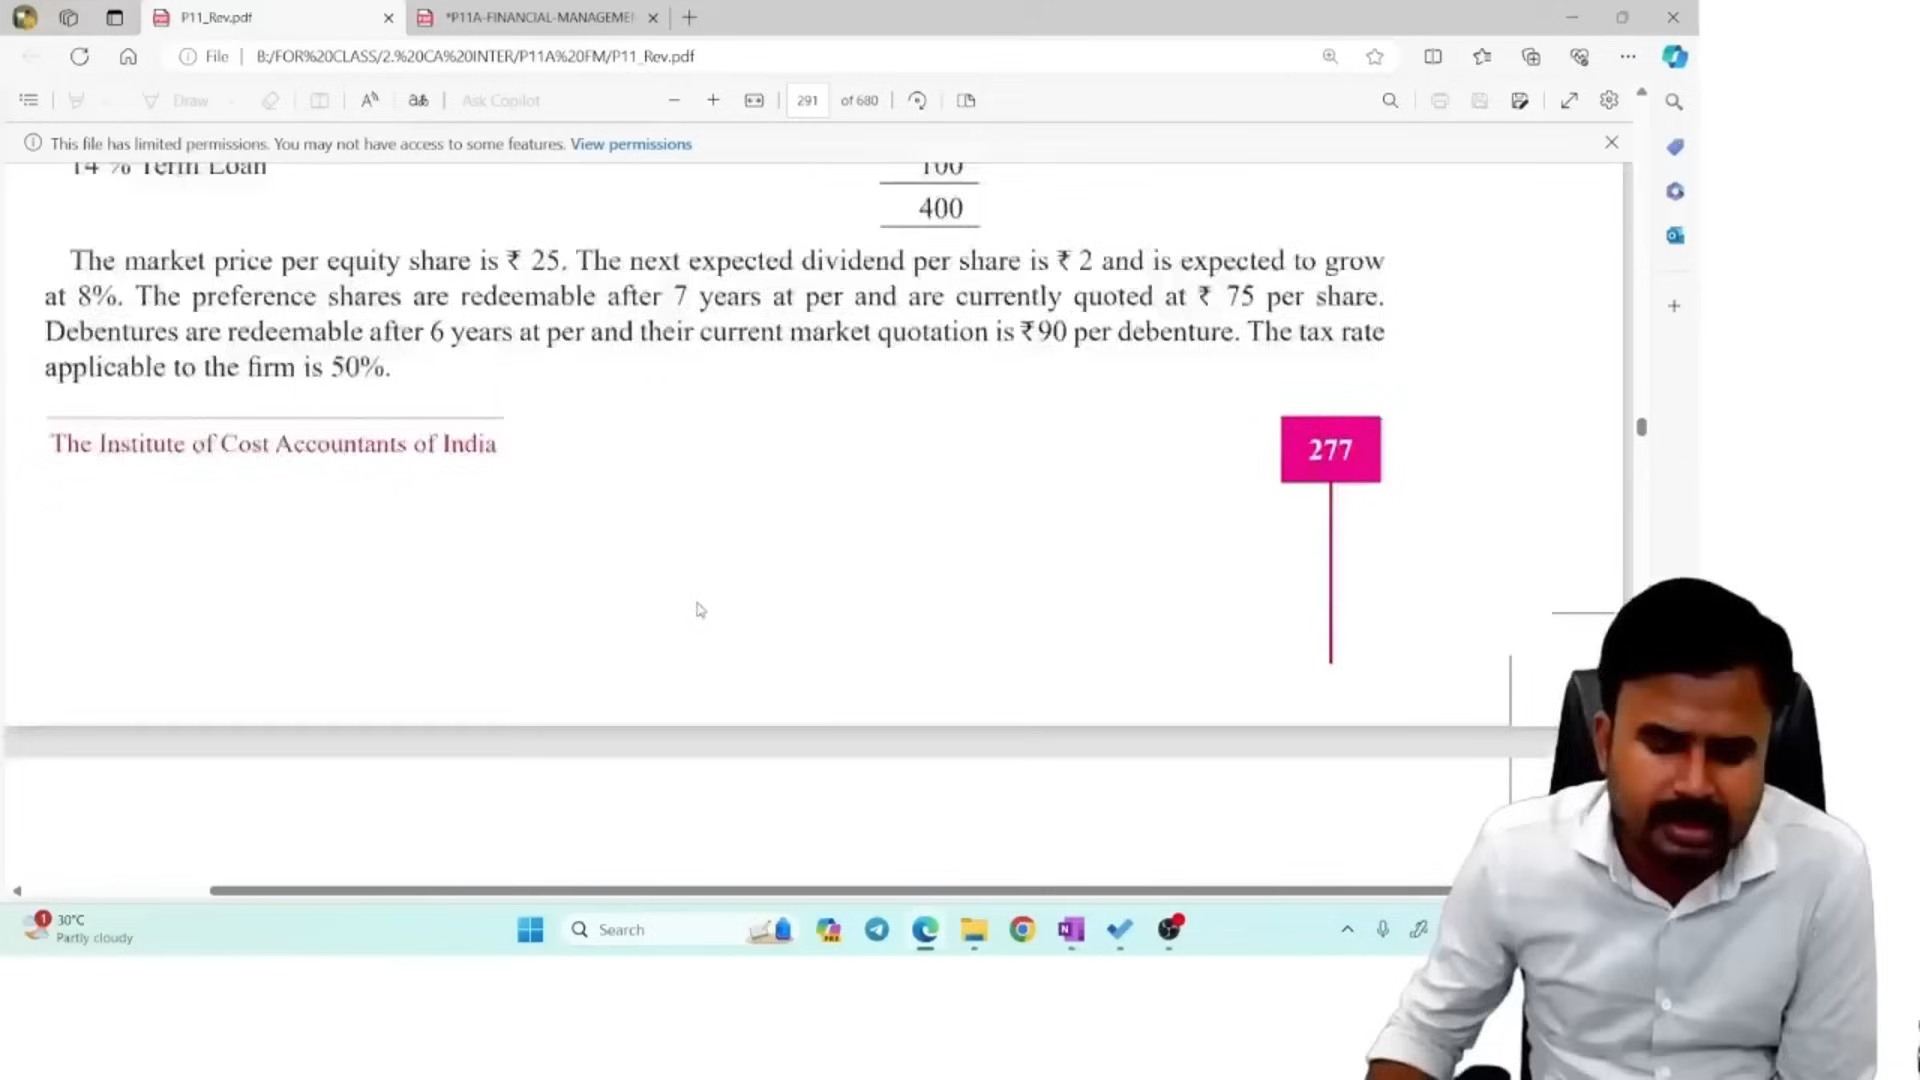 P11_Rev.pdf
*P11A-FINANCIAL-MANAGEMEN
File
B:/FOR%20CLASS/2.%20CA%20INTER/P11A%20FM/P11_Rev.pdf
Draw
Ask Copilot
291
of 680
This file has limited permissions. You may not have access to some features. View permissions
14 % Term Loan
100
400
The market price per equity share is ₹ 25. The next expected dividend per share is ₹ 2 and is expected to grow
at 8%. The preference shares are redeemable after 7 years at per and are currently quoted at ₹ 75 per share.
Debentures are redeemable after 6 years at per and their current market quotation is ₹90 per debenture. The tax rate
applicable to the firm is 50%.
The Institute of Cost Accountants of India
277
1
30°C
Partly cloudy
Search